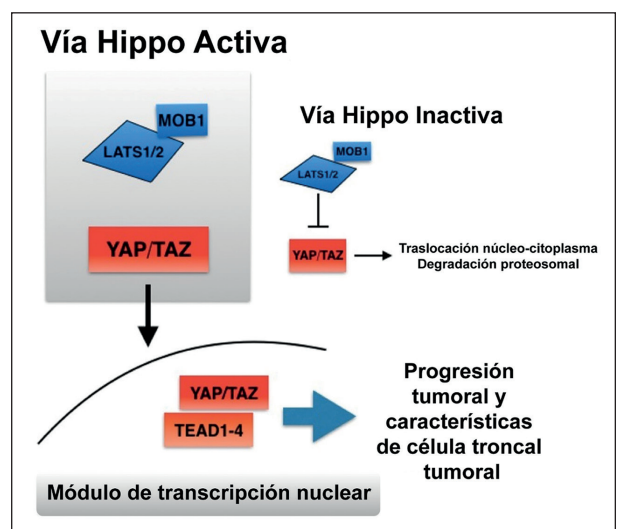 Vía Hippo Activa
MOB1
LATS1/2
YAP/TAZ
Vía Hippo Inactiva
MOB1
LATS1/2
YAP/TAZ
Traslocación núcleo-citoplasma
Degradación proteosomal
YAP/TAZ
TEAD1-4
Progresión
tumoral y
características
de célula troncal
tumoral
Módulo de transcripción nuclear